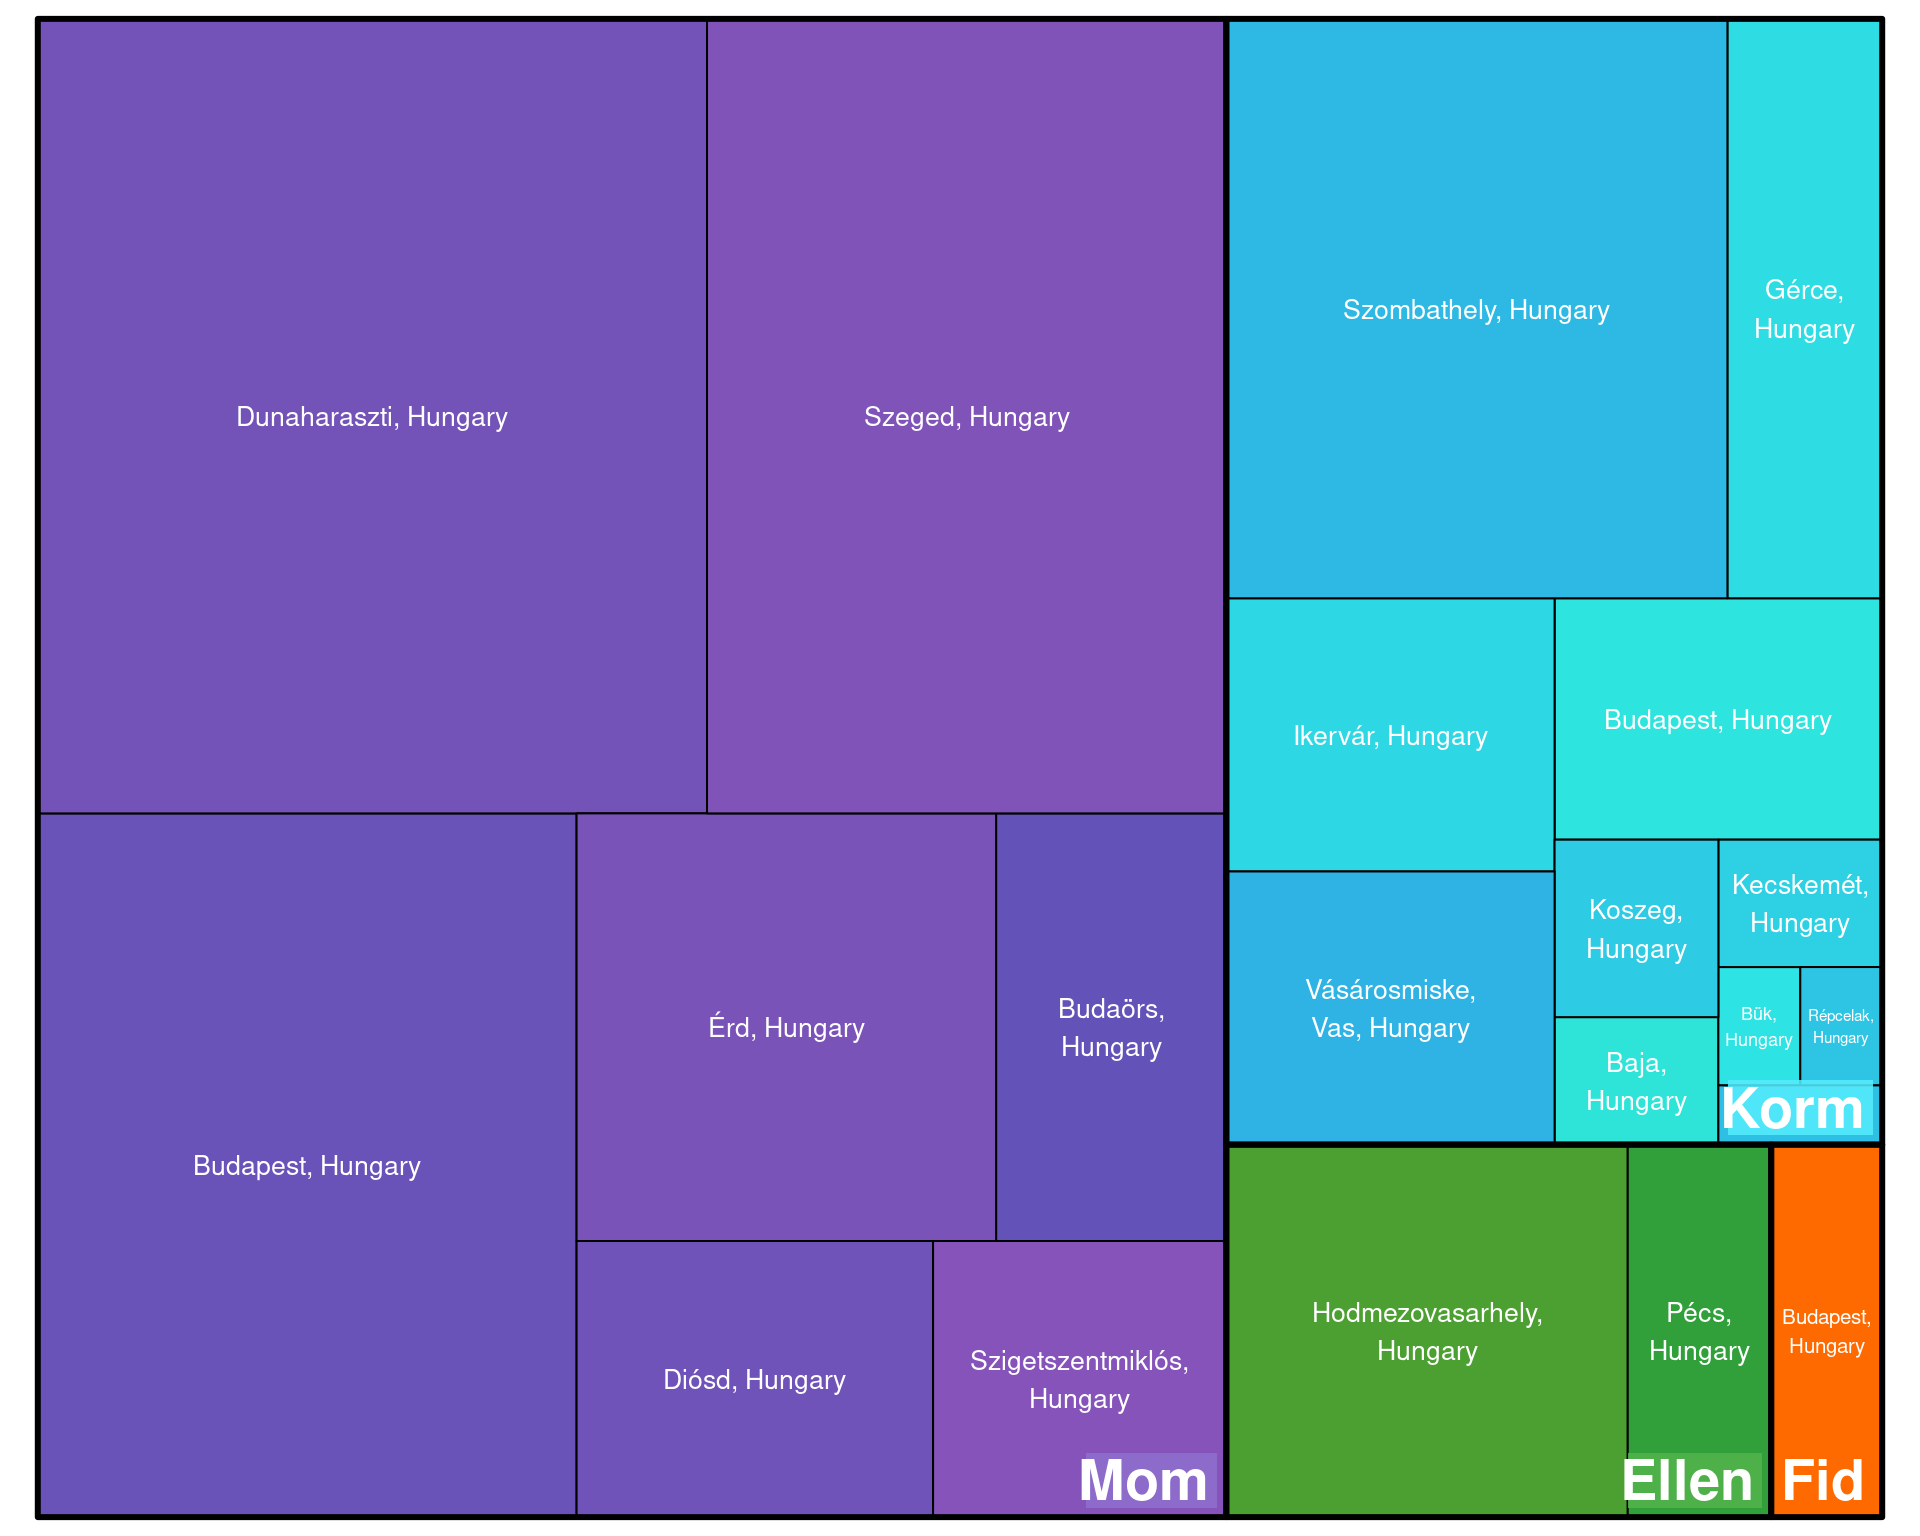 Dunaharaszti, Hungary
Szeged, Hungary
Budapest, Hungary
Érd, Hungary
Budaörs,
Hungary
Diósd, Hungary
Szigetszentmiklós,
Hungary
Mom
Szombathely, Hungary
Gérce,
Hungary
Ikervár, Hungary
Budapest, Hungary
Vásárosmiske,
Vas, Hungary
Koszeg,
Hungary
Kecskemét,
Hungary
Baja,
Hungary
Bük,
Hungary
Répcelak,
Hungary
Korm
Hodmezovasarhely,
Hungary
Pécs,
Hungary
Ellen
Budapest,
Hungary
Fid